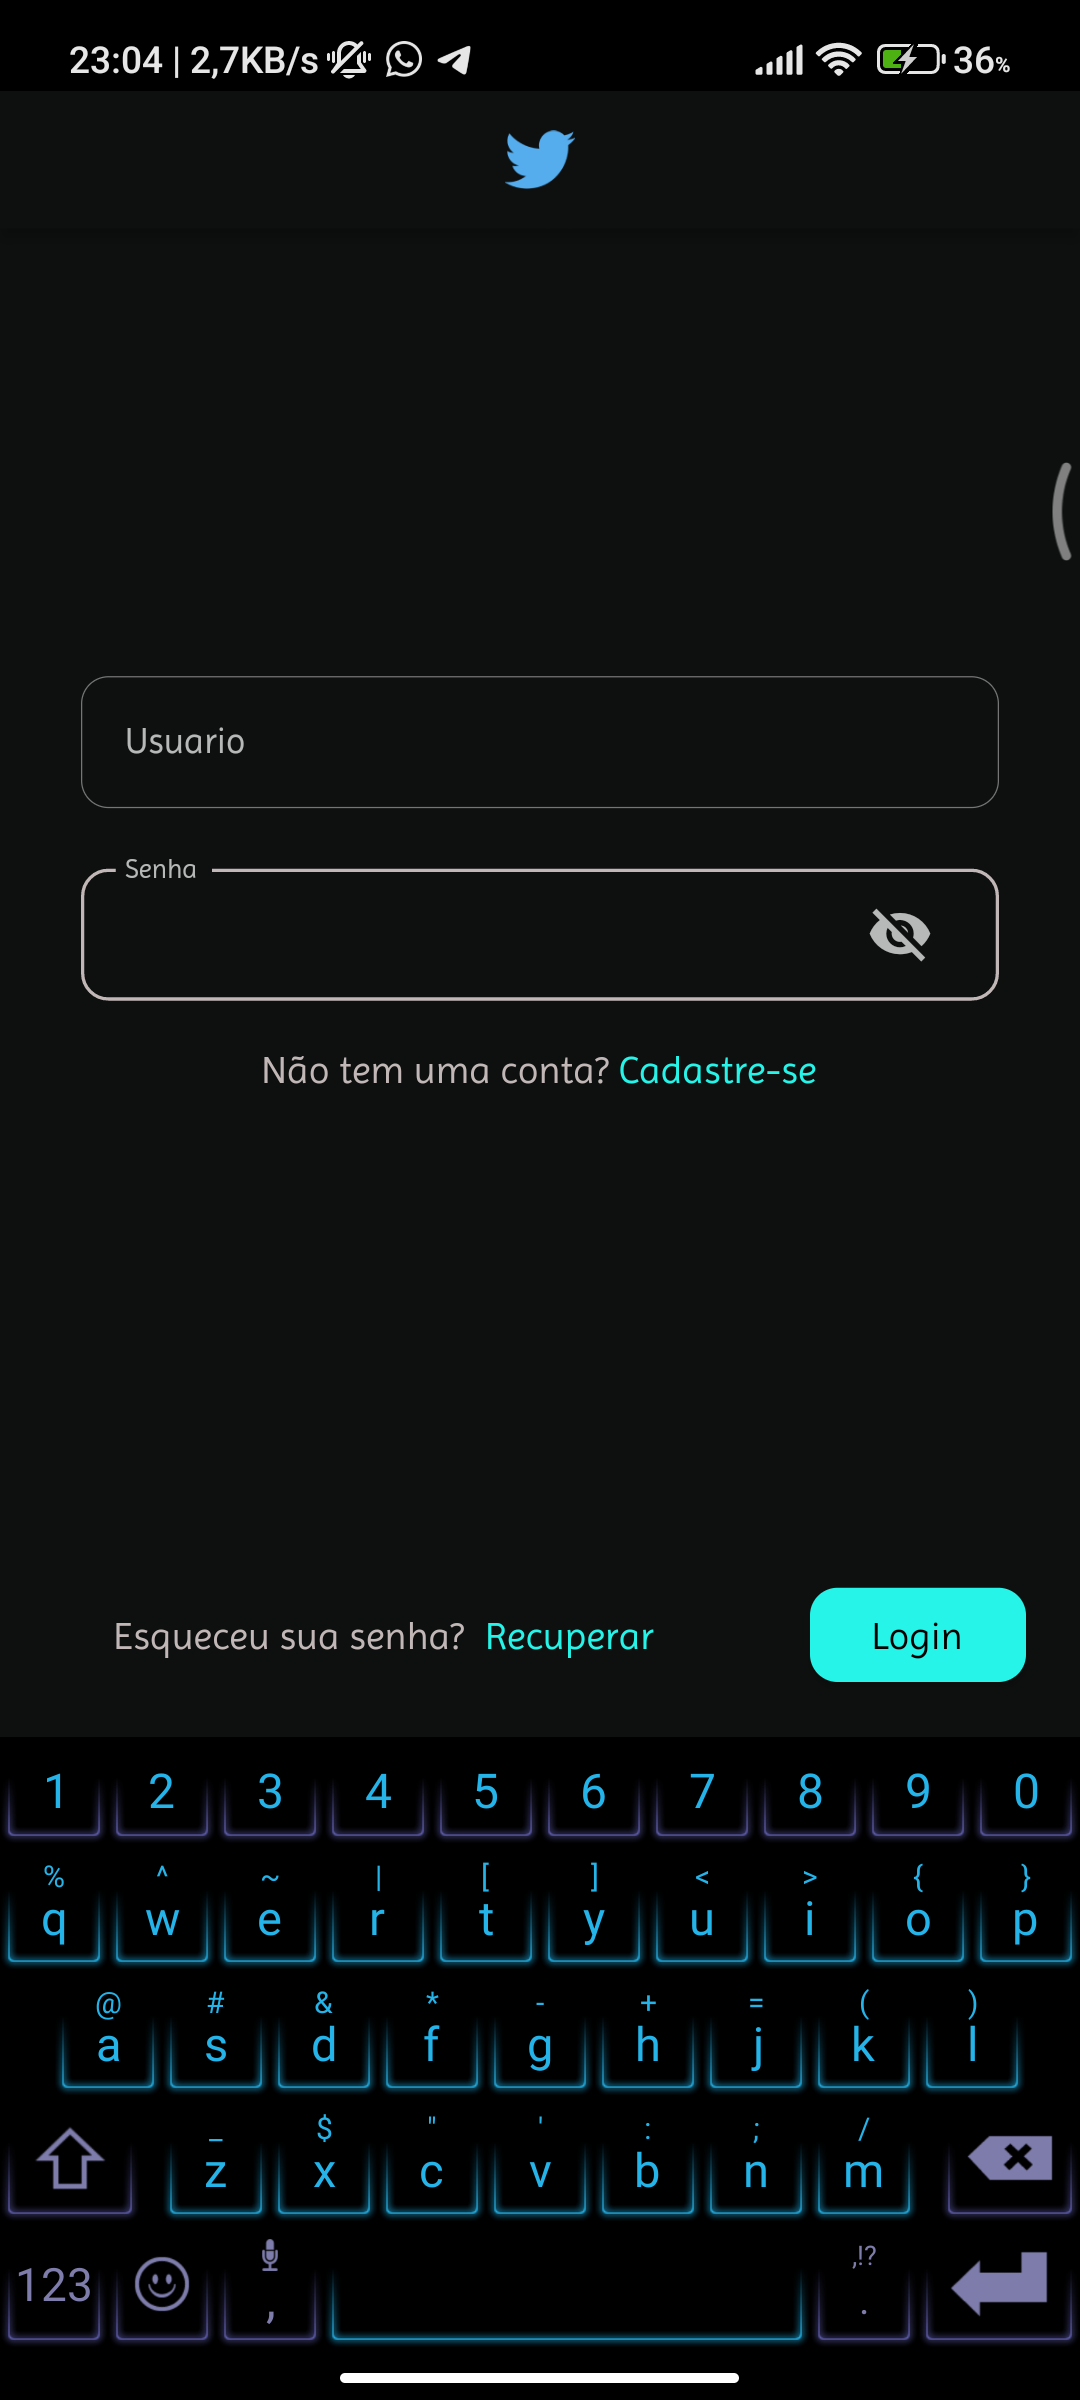 23:04 | 2,7KB/s 36%
Usuario
Senha
Não tem uma conta? Cadastre-se
Esqueceu sua senha? Recuperar Login
1 2 3 4 5 6 7 8 9 0
% ^ ~ | [ ] < > { }
q w e r t y u i o p
@ # & * - + = ( )
a s d f g h j k l
_ $ " ' : ; /
z x c v b n m
,!?
123 , .